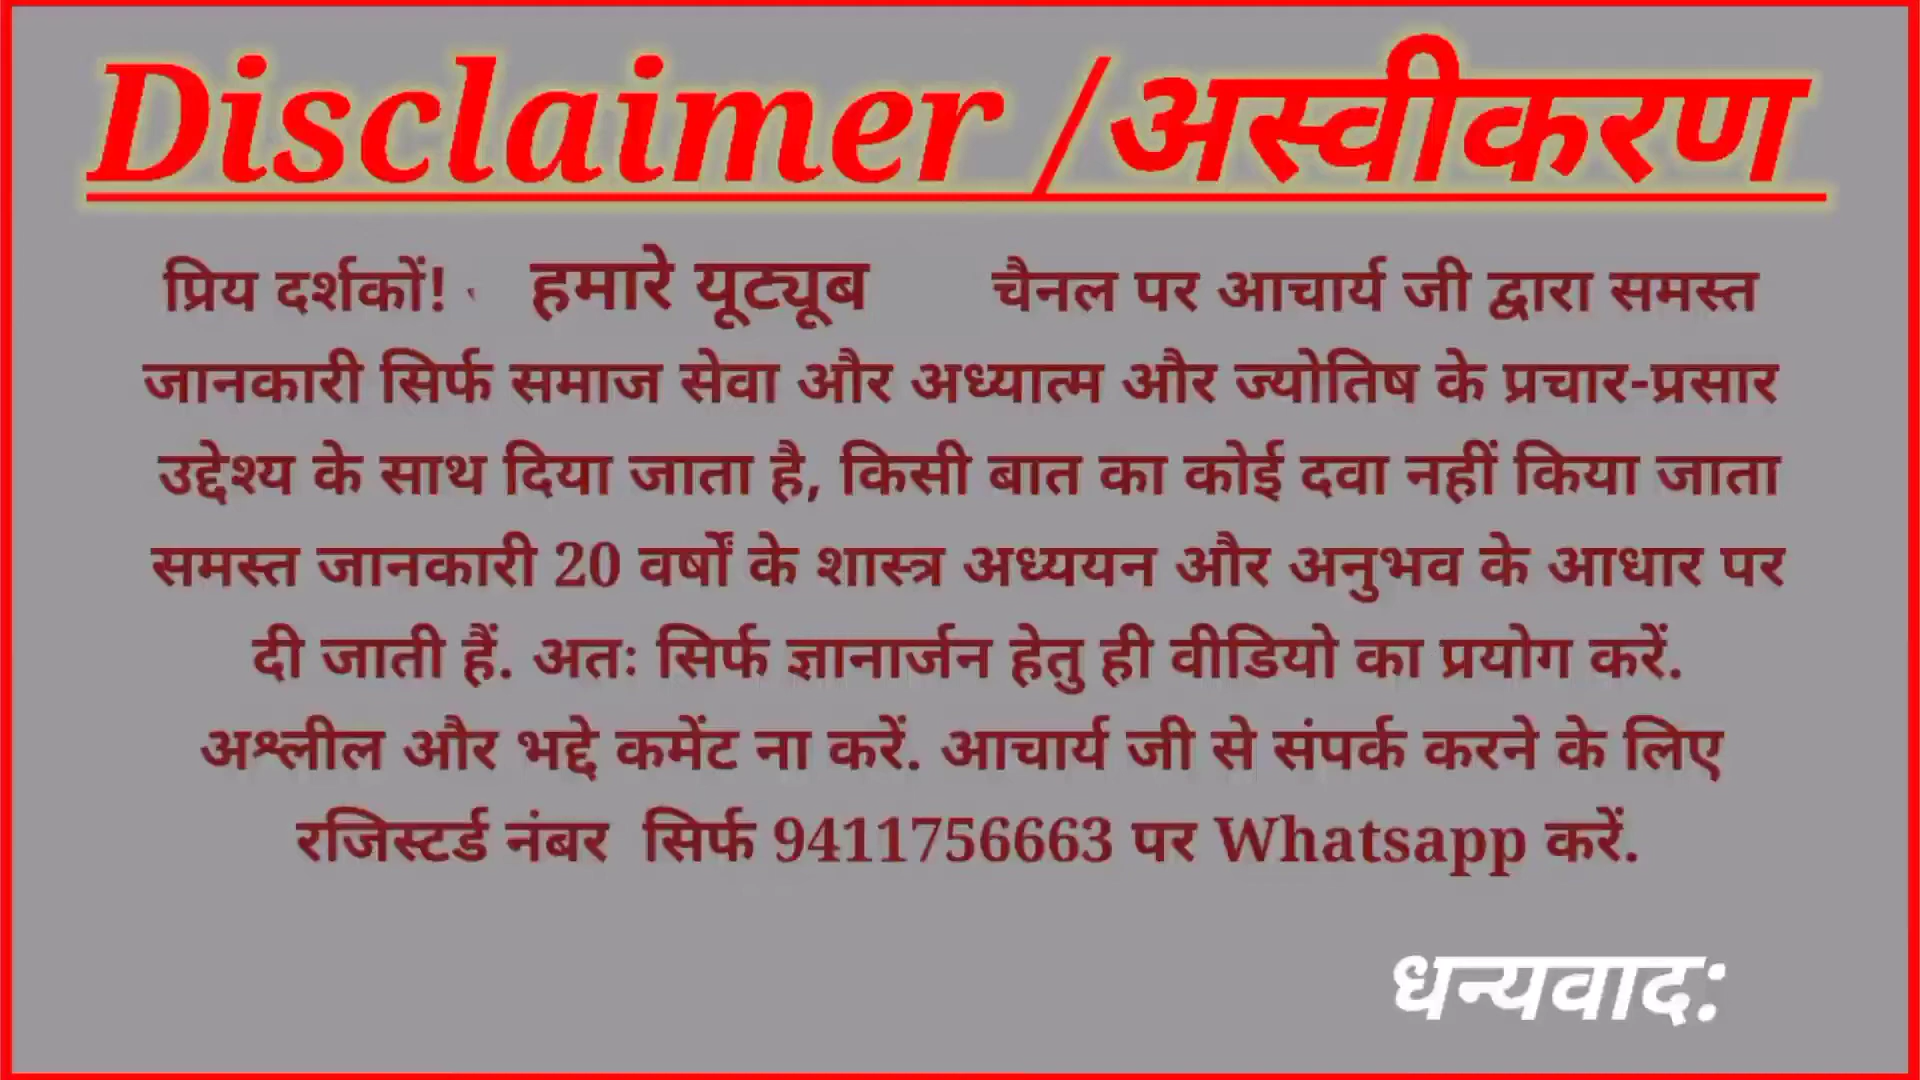 Disclaimer /अस्वीकरण
प्रिय दर्शकों! हमारे यूट्यूब चैनल पर आचार्य जी द्वारा समस्त
जानकारी सिर्फ समाज सेवा और अध्यात्म और ज्योतिष के प्रचार-प्रसार
उद्देश्य के साथ दिया जाता है, किसी बात का कोई दवा नहीं किया जाता
समस्त जानकारी 20 वर्षों के शास्त्र अध्ययन और अनुभव के आधार पर
दी जाती हैं. अतः सिर्फ ज्ञानार्जन हेतु ही वीडियो का प्रयोग करें.
अश्लील और भद्दे कमेंट ना करें. आचार्य जी से संपर्क करने के लिए
रजिस्टर्ड नंबर सिर्फ 9411756663 पर Whatsapp करें.
धन्यवाद: